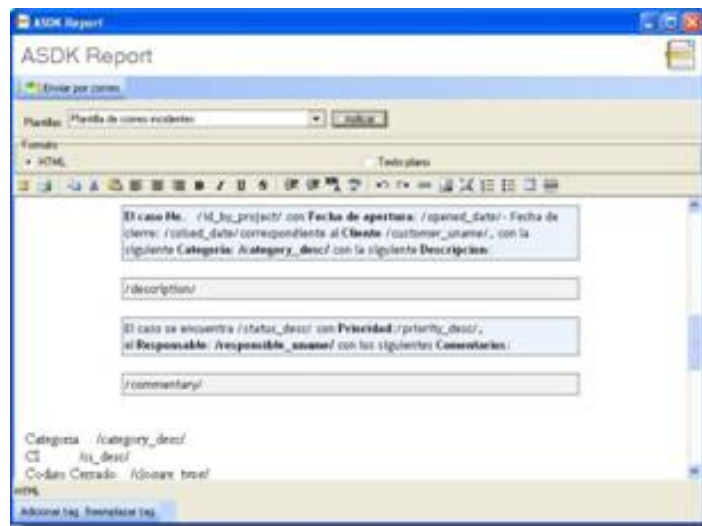 ASDK Report
ASDK Report
Enviar por correo
Plantillas Plantilla de correo incidentes Aplicar
Formato
HTML Texto plano
El caso No. /id_by_project/ con Fecha de apertura: /opened_date/ - Fecha de
cierre: /colsed_date/ correspondiente al Cliente /customer_uname/, con la
siguiente Categoria: /category_desc/ con la siguiente Descripcion:
/description/
El caso se encuentra /status_desc/ con Prioridad /priority_desc/,
el Responsable: /responsible_uname/ con los siguientes Comentarios:
/commentary/
Categoria /category_desc/
CI /ci_desc/
Codigo Cerrado /closure_type/
HTML
Adicionar tag Reemplazar tag